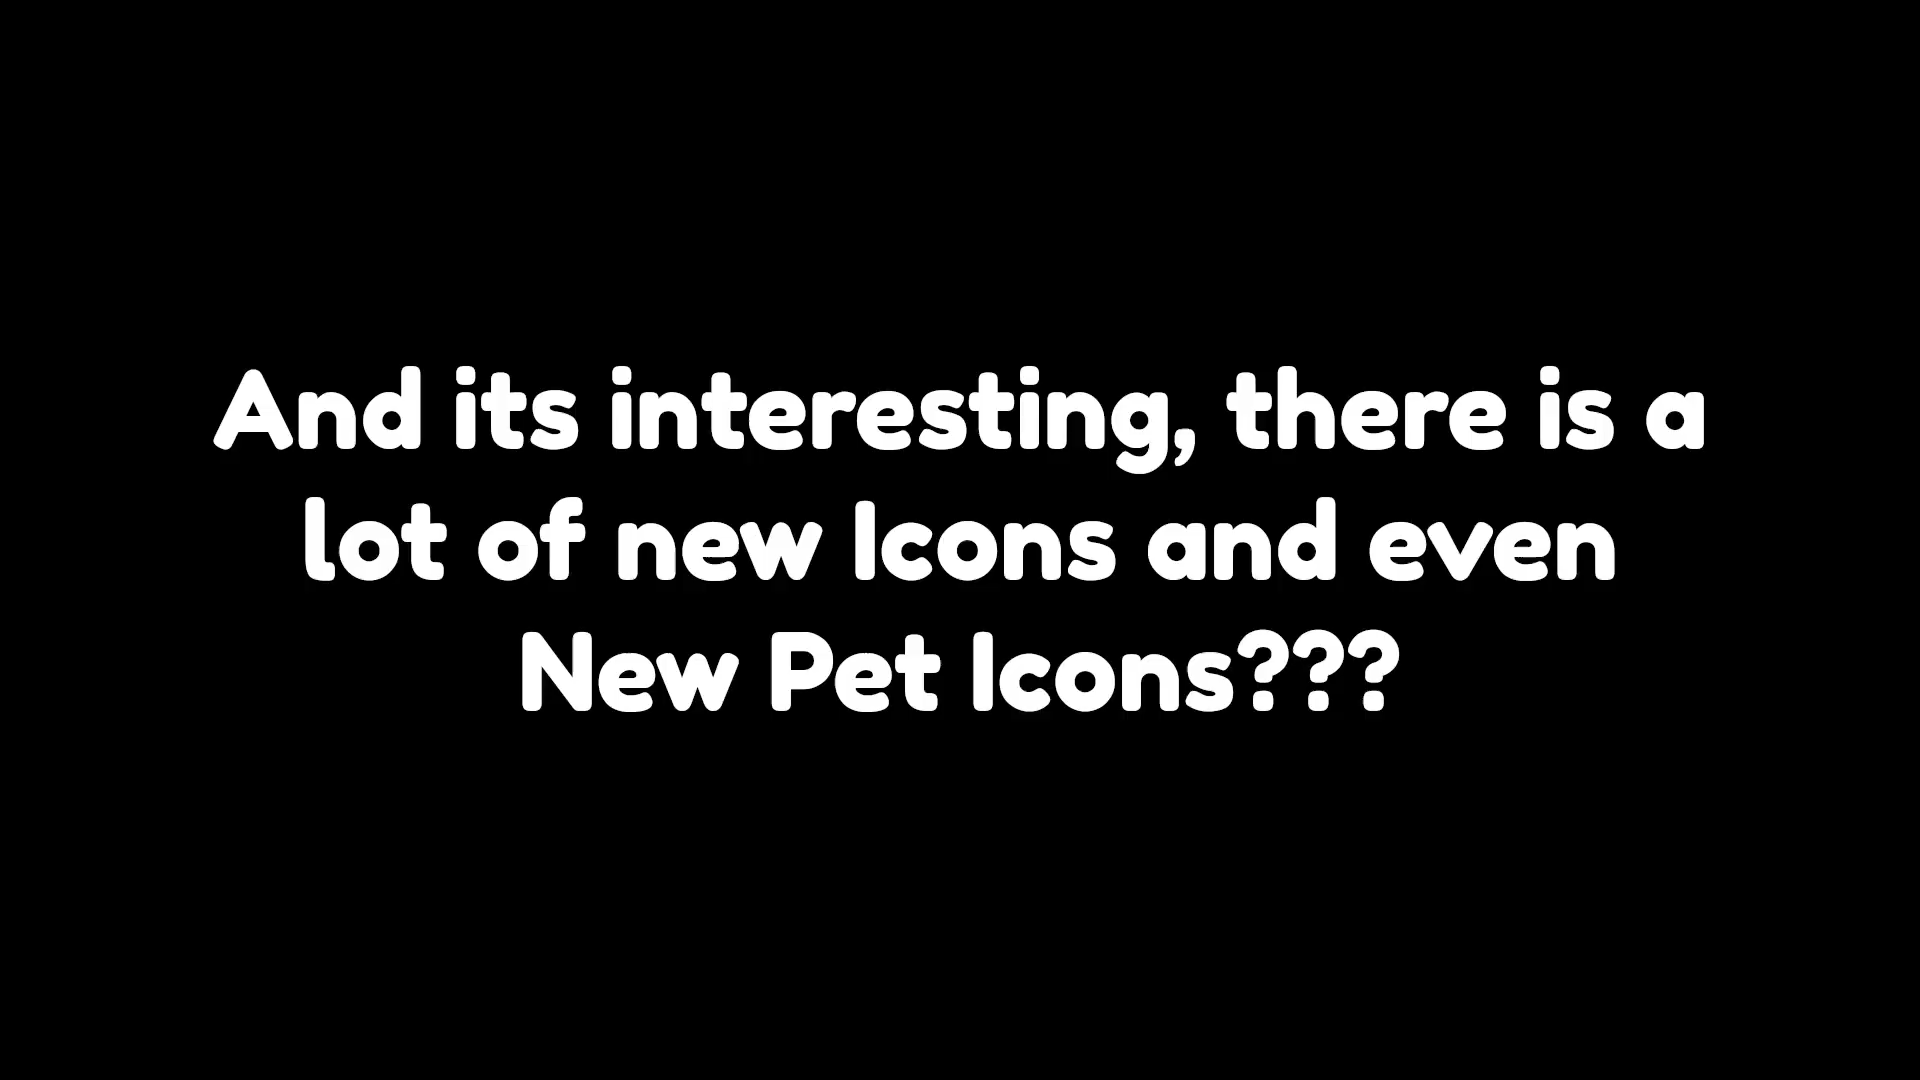 And its interesting, there is a
lot of new Icons and even
New Pet Icons???